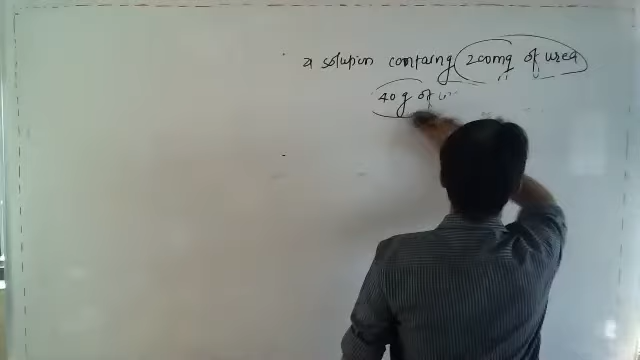 a solution containg 200mg of urea
40g of